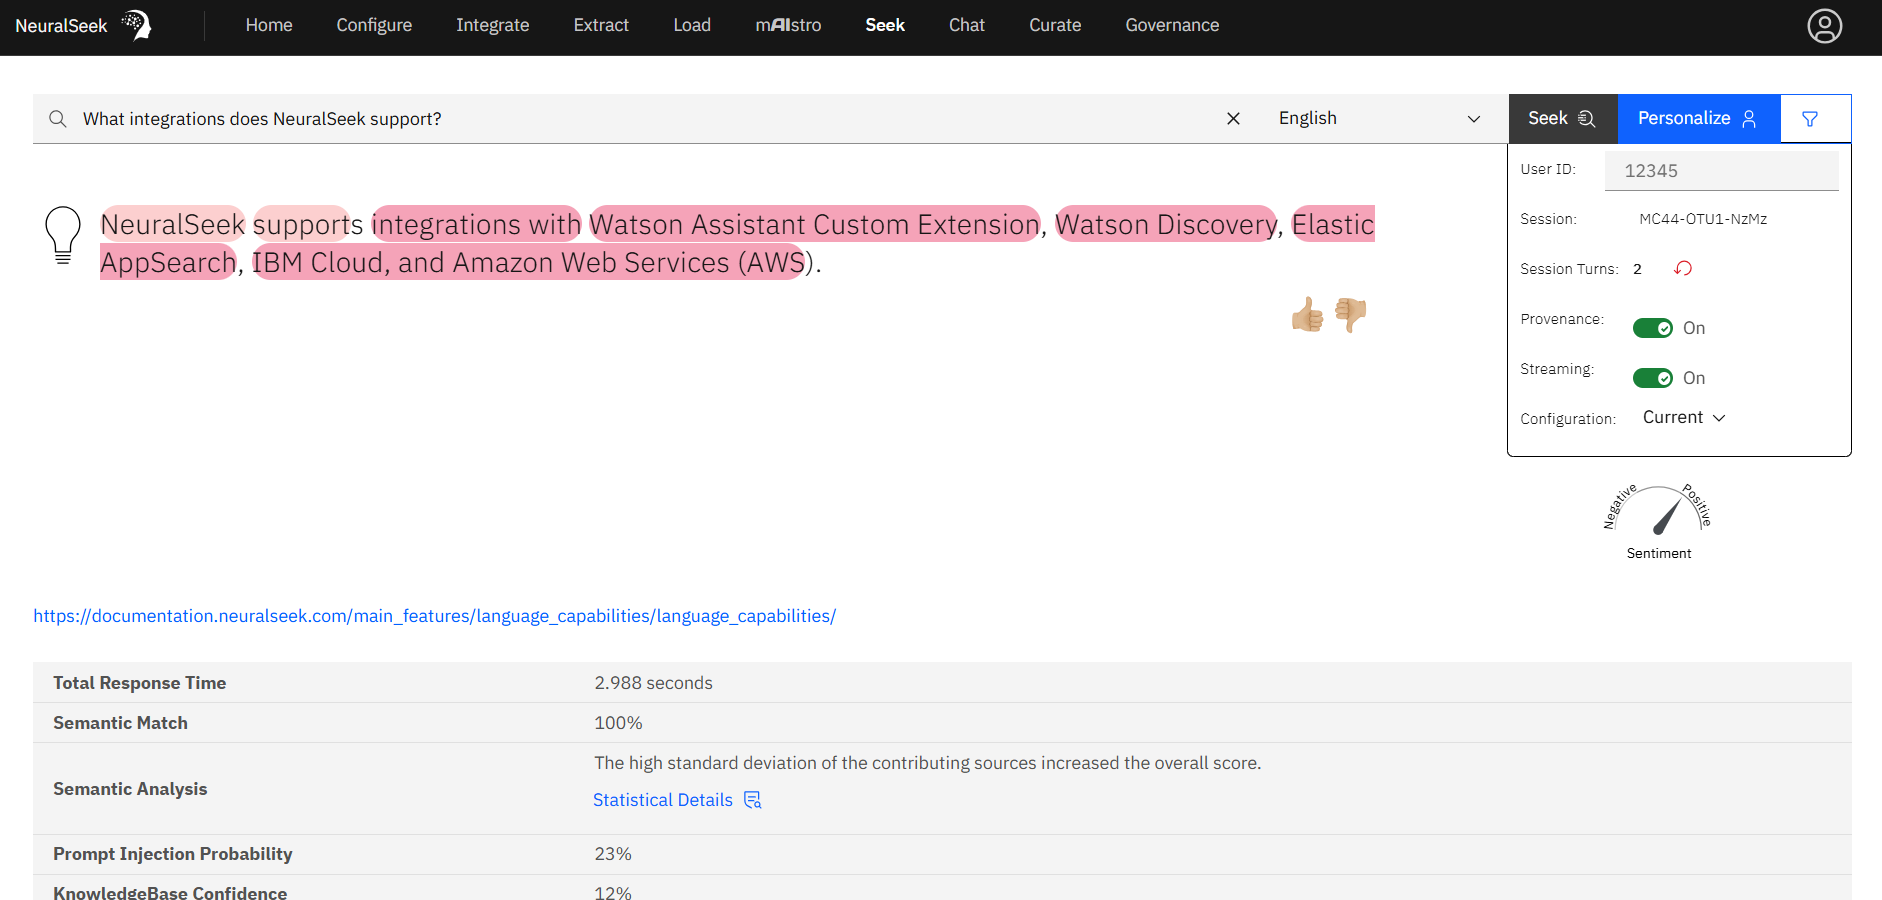 NeuralSeek Home Configure Integrate Extract Load mAIstro Seek Chat Curate Governance
What integrations does NeuralSeek support? English Seek Personalize
User ID: 12345
Session: MC44-OTU1-NzMz
Session Turns: 2
Provenance: On
Streaming: On
Configuration: Current
NeuralSeek supports integrations with Watson Assistant Custom Extension, Watson Discovery, Elastic
AppSearch, IBM Cloud, and Amazon Web Services (AWS).
Negative Positive
Sentiment
https://documentation.neuralseek.com/main_features/language_capabilities/language_capabilities/
Total Response Time 2.988 seconds
Semantic Match 100%
Semantic Analysis The high standard deviation of the contributing sources increased the overall score.
Statistical Details
Prompt Injection Probability 23%
KnowledgeBase Confidence 12%